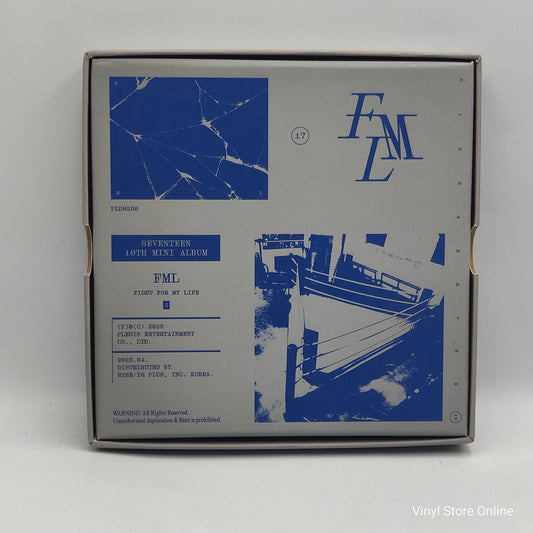 F
M
L
17
FML
PLD0250
SEVENTEEN
10TH MINI ALBUM
FML
FIGHT FOR MY LIFE
(P)&(C) 2023
PLEDIS ENTERTAINMENT
CO., LTD.
2023.04.
DISTRIBUTED BY
HYBE/YG PLUS, INC. KOREA.
WARNING: All Rights Reserved.
Unauthorized duplication & Rent is prohibited.
Vinyl Store Online